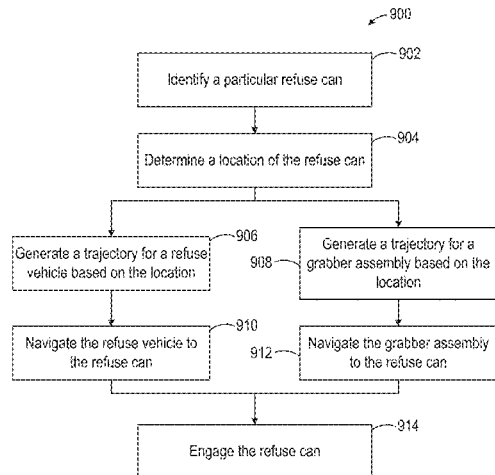 900
902
Identify a particular refuse can
904
Determine a location of the refuse can
906
Generate a trajectory for a refuse
vehicle based on the location
908
Generate a trajectory for a
grabber assembly based on the
location
910
Navigate the refuse vehicle to
the refuse can
912
Navigate the grabber assembly
to the refuse can
914
Engage the refuse can